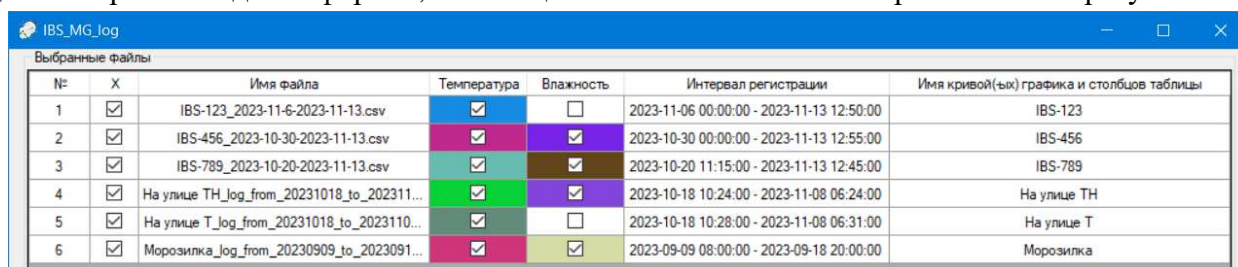 IBS_MG_log
Выбранные файлы
№ X Имя файла Температура Влажность Интервал регистрации Имя кривой(-ых) графика и столбцов таблицы
1 IBS-123_2023-11-6-2023-11-13.csv 2023-11-06 00:00:00 - 2023-11-13 12:50:00 IBS-123
2 IBS-456_2023-10-30-2023-11-13.csv 2023-10-30 00:00:00 - 2023-11-13 12:55:00 IBS-456
3 IBS-789_2023-10-20-2023-11-13.csv 2023-10-20 11:15:00 - 2023-11-13 12:45:00 IBS-789
4 На улице TH_log_from_20231018_to_202311... 2023-10-18 10:24:00 - 2023-11-08 06:24:00 На улице TH
5 На улице T_log_from_20231018_to_2023110... 2023-10-18 10:28:00 - 2023-11-08 06:31:00 На улице T
6 Морозилка_log_from_20230909_to_2023091... 2023-09-09 08:00:00 - 2023-09-18 20:00:00 Морозилка